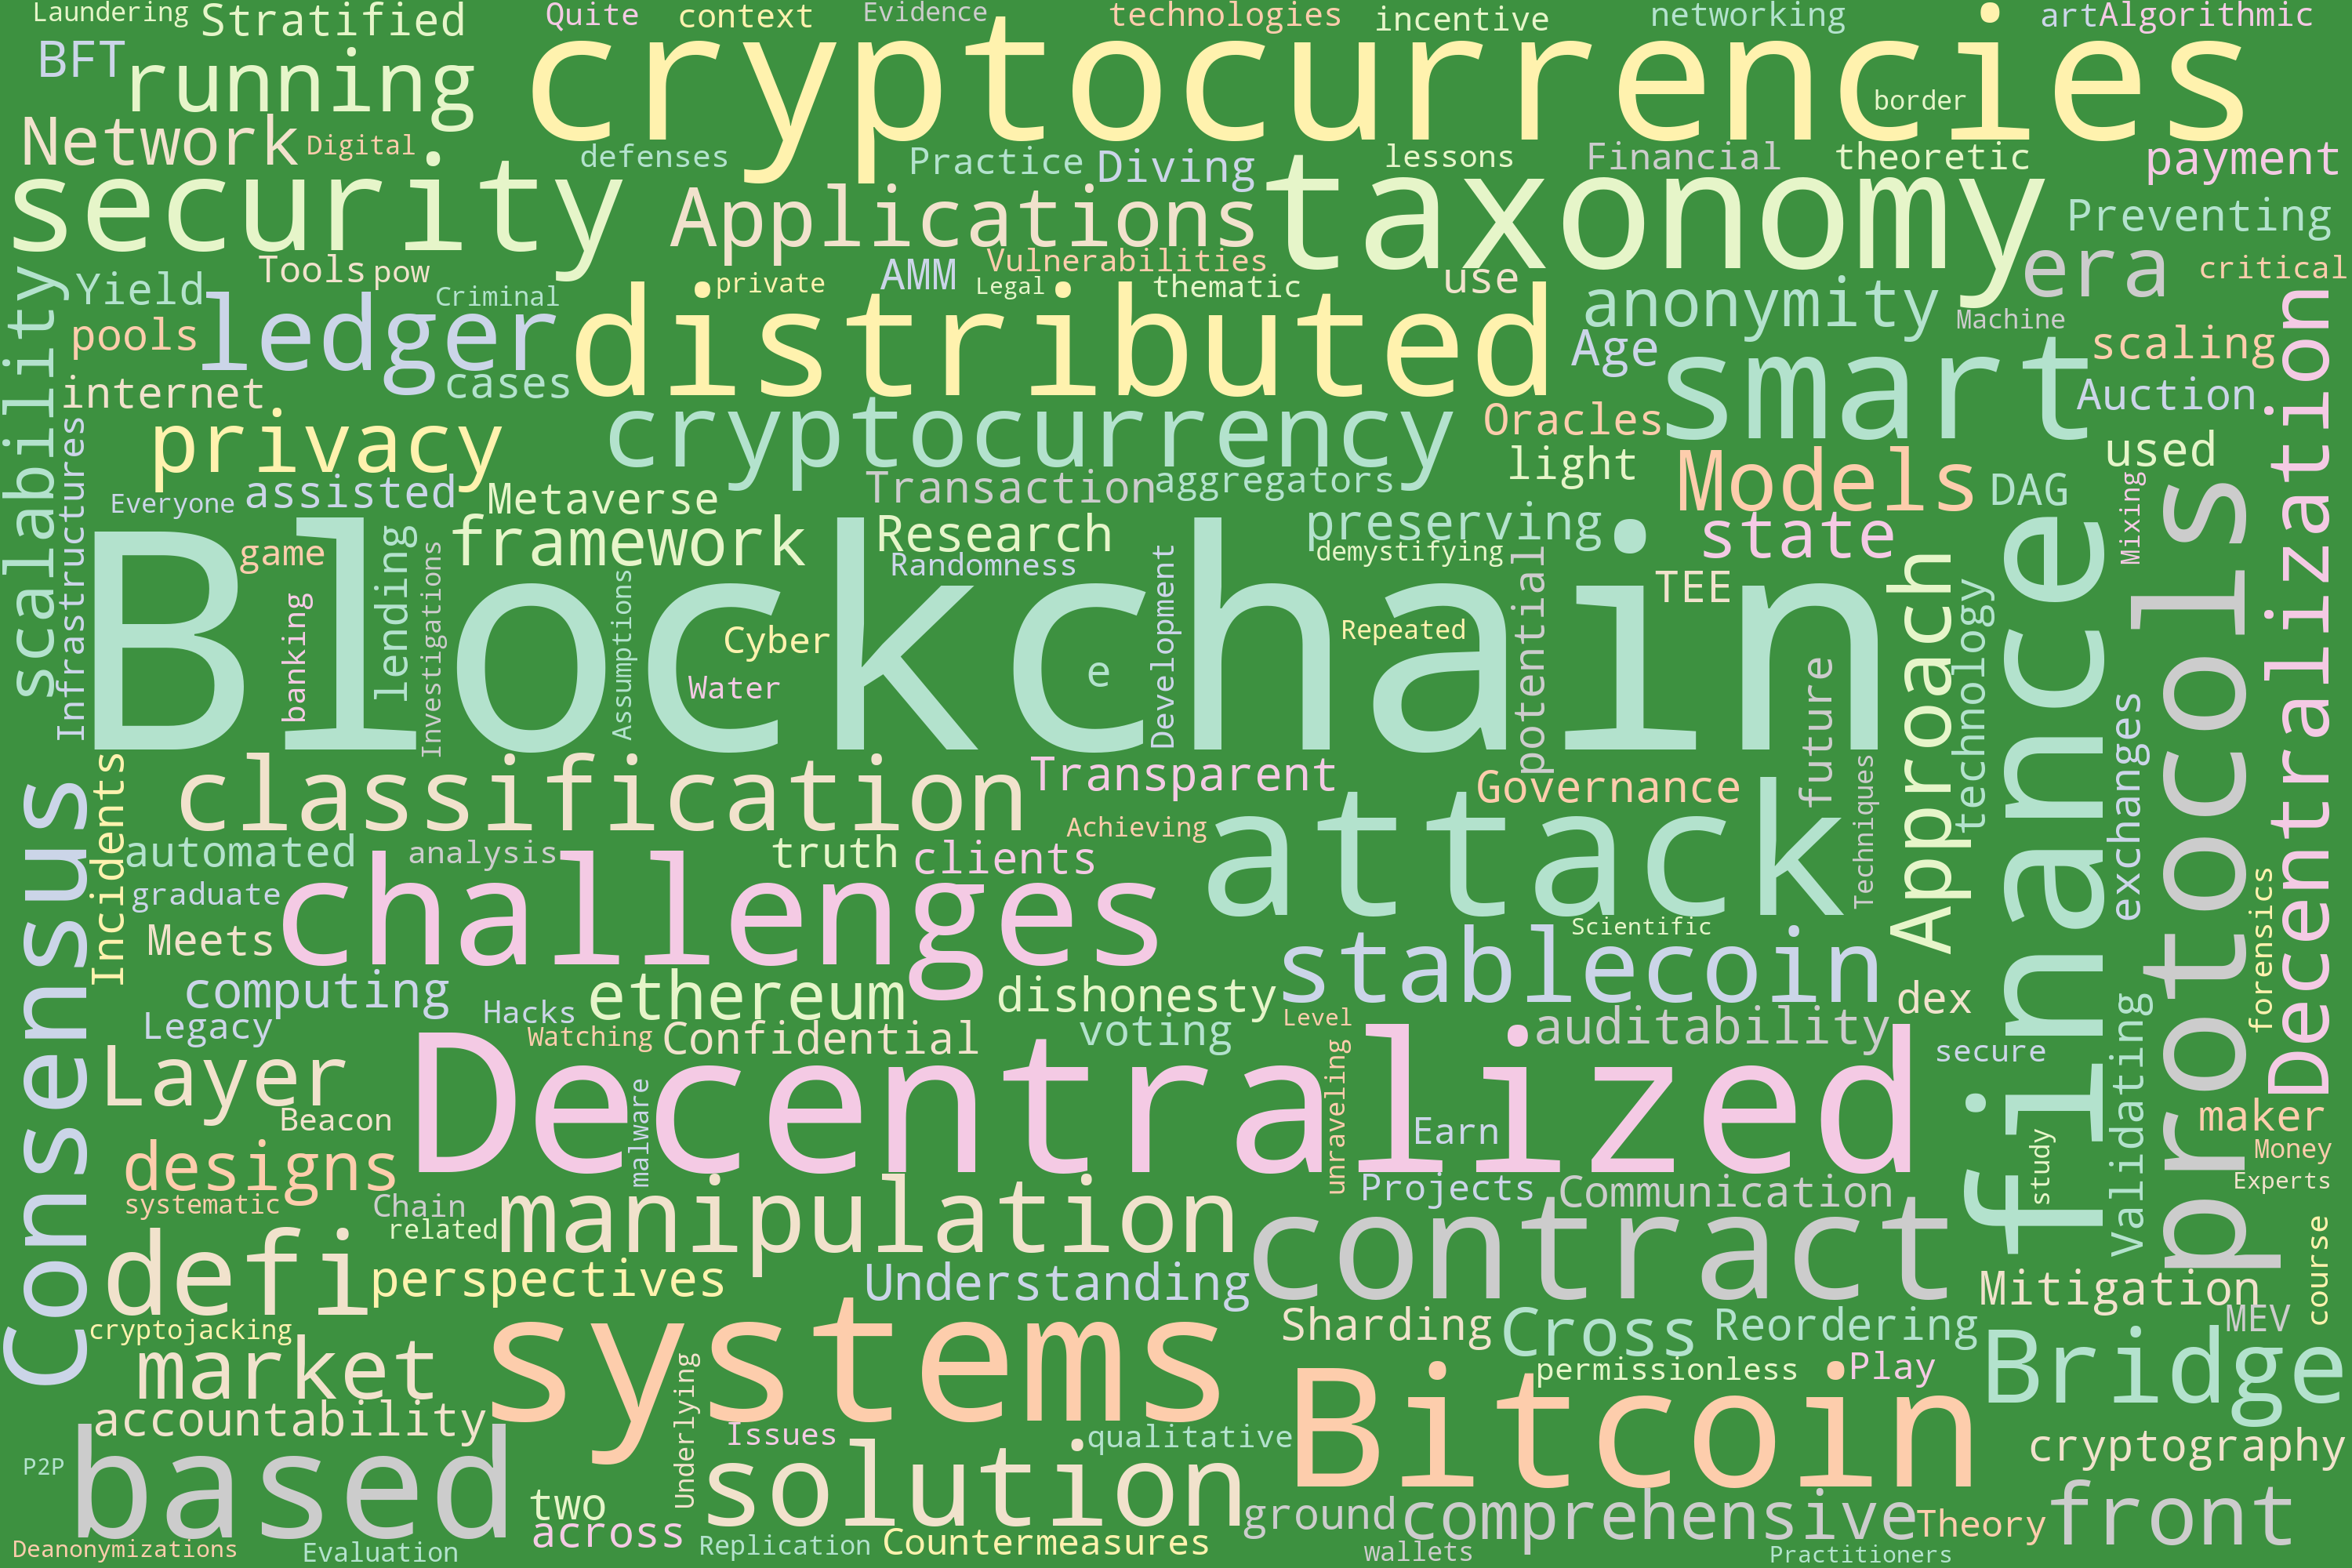 Laundering
Stratified
Quite
context
Evidence
technologies
incentive
networking
art
Algorithmic
BFT
running
cryptocurrencies
border
Network
Digital
security
defenses
Practice
Diving
lessons
Financial
theoretic
payment
Applications
taxonomy
Preventing
Tools
pow
Vulnerabilities
era
critical
Yield
Criminal
private
AMM
Legal
thematic
use
anonymity
Machine
pools
ledger
distributed
Age
smart
scaling
scalability
internet
cases
cryptocurrency
Oracles
Auction
Decentralization
privacy
light
Models
used
Infrastructures
Everyone
assisted
Metaverse
Transaction
aggregators
DAG
Mixing
framework
Research
preserving
state
game
Randomness
demystifying
TEE
Blockchain
lending
banking
Investigations
Assumptions
Cyber
Water
e
Development
Repeated
potential
future
Approach
technology
finance
exchanges
protocols
Consensus
Incidents
classification
Transparent
Governance
Techniques
automated
analysis
truth
clients
Achieving
attack
graduate
challenges
Meets
Scientific
stablecoin
forensics
computing
ethereum
dishonesty
dex
Legacy
Hacks
Watching
Confidential
voting
Level
auditability
secure
validating
Layer
Beacon
Decentralized
malware
unraveling
Earn
maker
designs
study
Money
systematic
Chain
related
manipulation
Projects
Communication
Experts
defi
perspectives
Understanding
contract
Mitigation
course
cryptojacking
market
systems
Sharding
Cross
Reordering
MEV
permissionless
Play
Bridge
accountability
Underlying
Issues
qualitative
Bitcoin
cryptography
P2P
based
two
solution
ground
comprehensive
Theory
front
across
Deanonymizations
Evaluation
Replication
Countermeasures
wallets
Practitioners